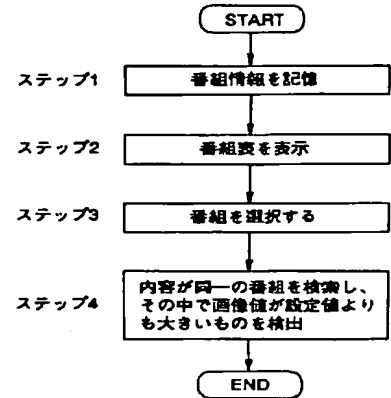 START
ステップ1
番組情報を記憶
ステップ2
番組表を表示
ステップ3
番組を選択する
ステップ4
内容が同一の番組を検索し、
その中で画像値が設定値より
も大きいものを検出
END